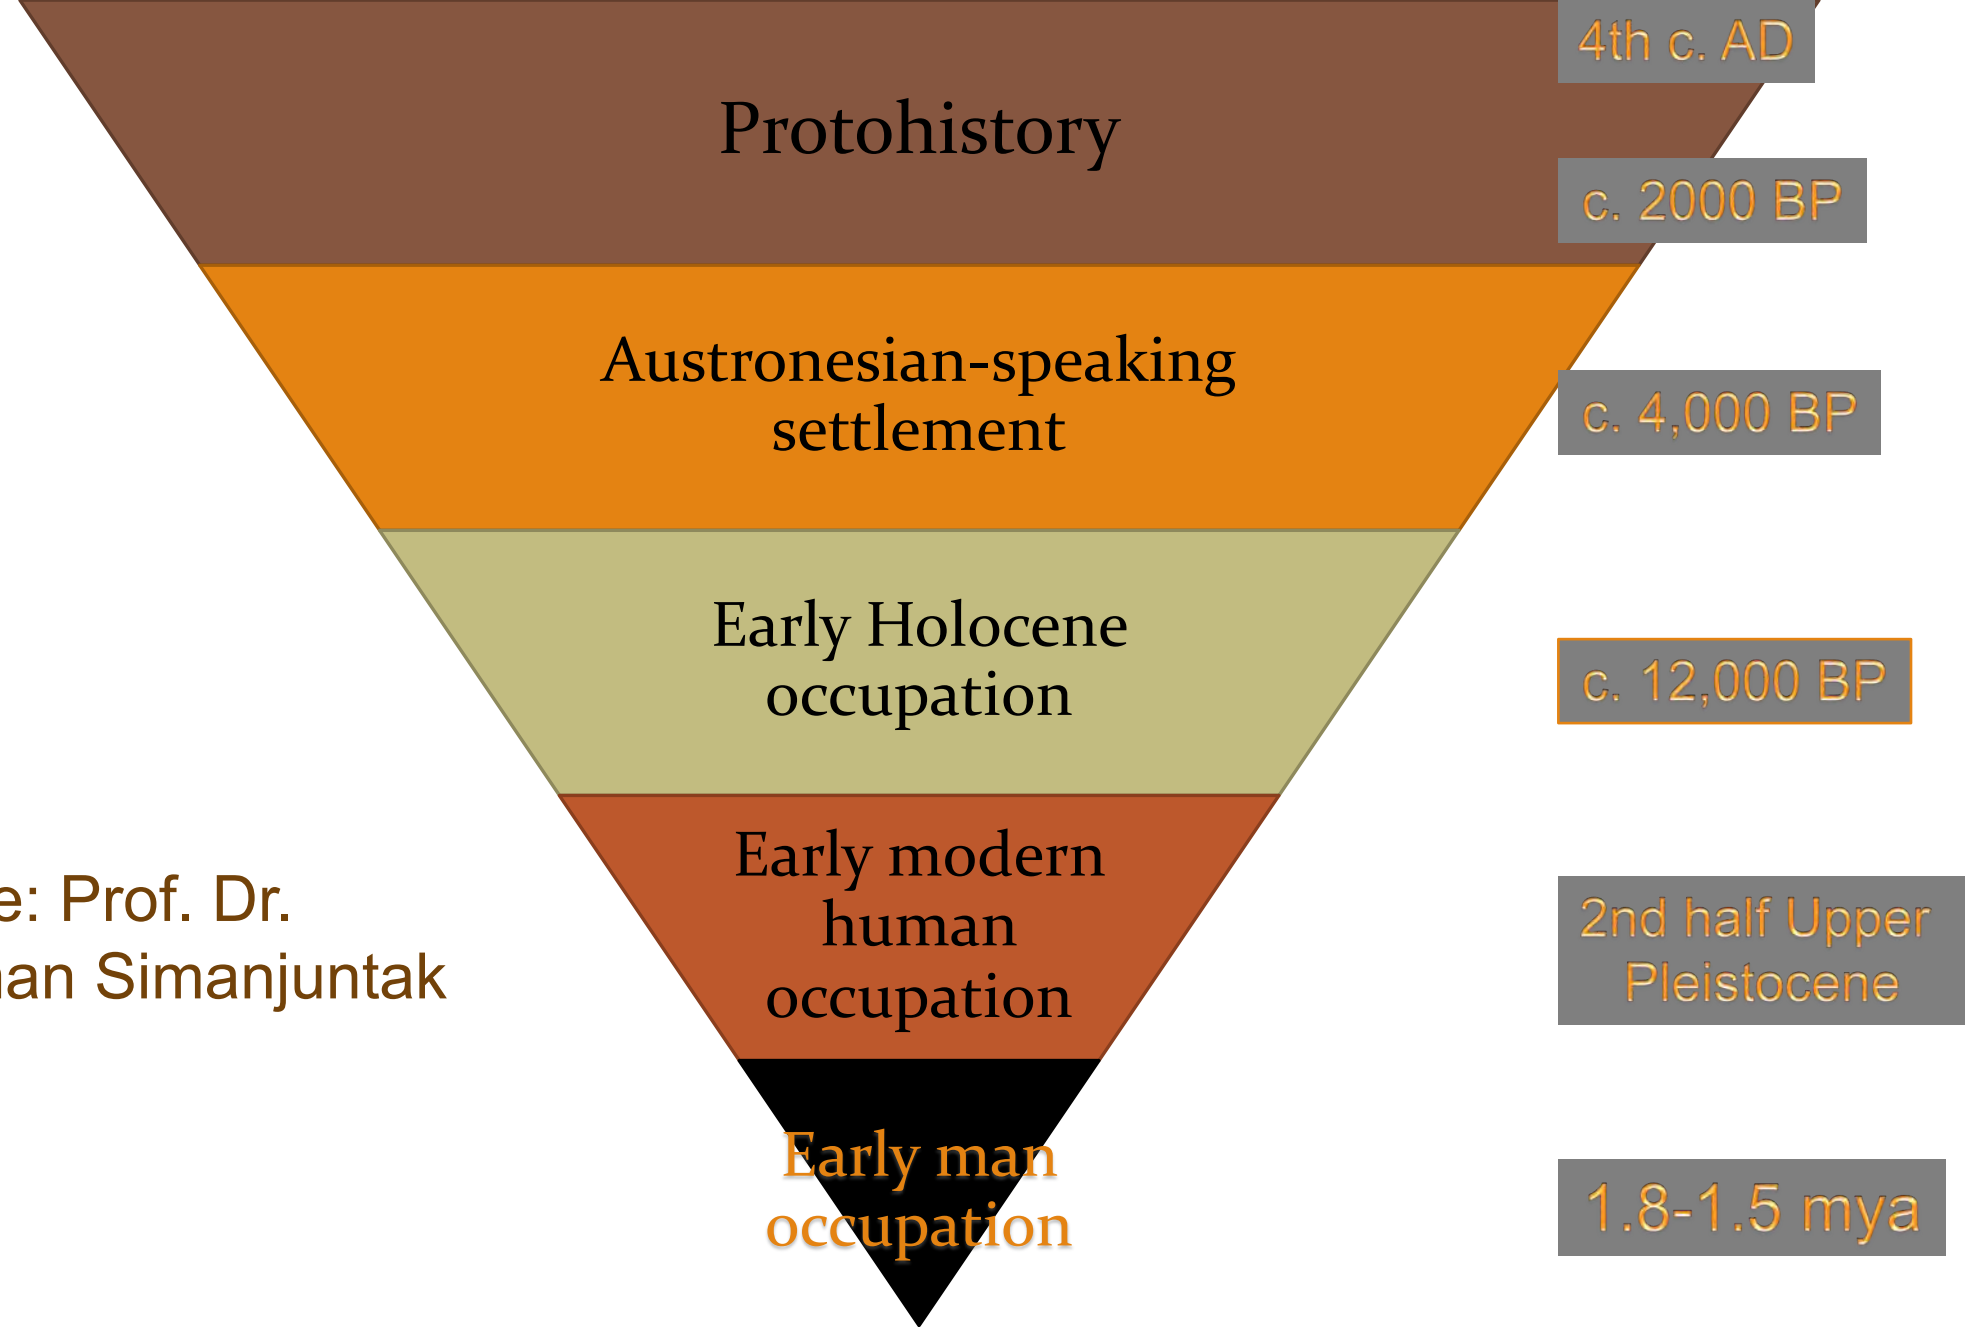 4th c. AD
Protohistory
c. 2000 BP
Austronesian-speaking
settlement
c. 4,000 BP
Early Holocene
occupation
c. 12,000 BP
Early modern
human
occupation
2nd half Upper
Pleistocene
e: Prof. Dr.
Simanjuntak
Early man
occupation
1.8-1.5 mya